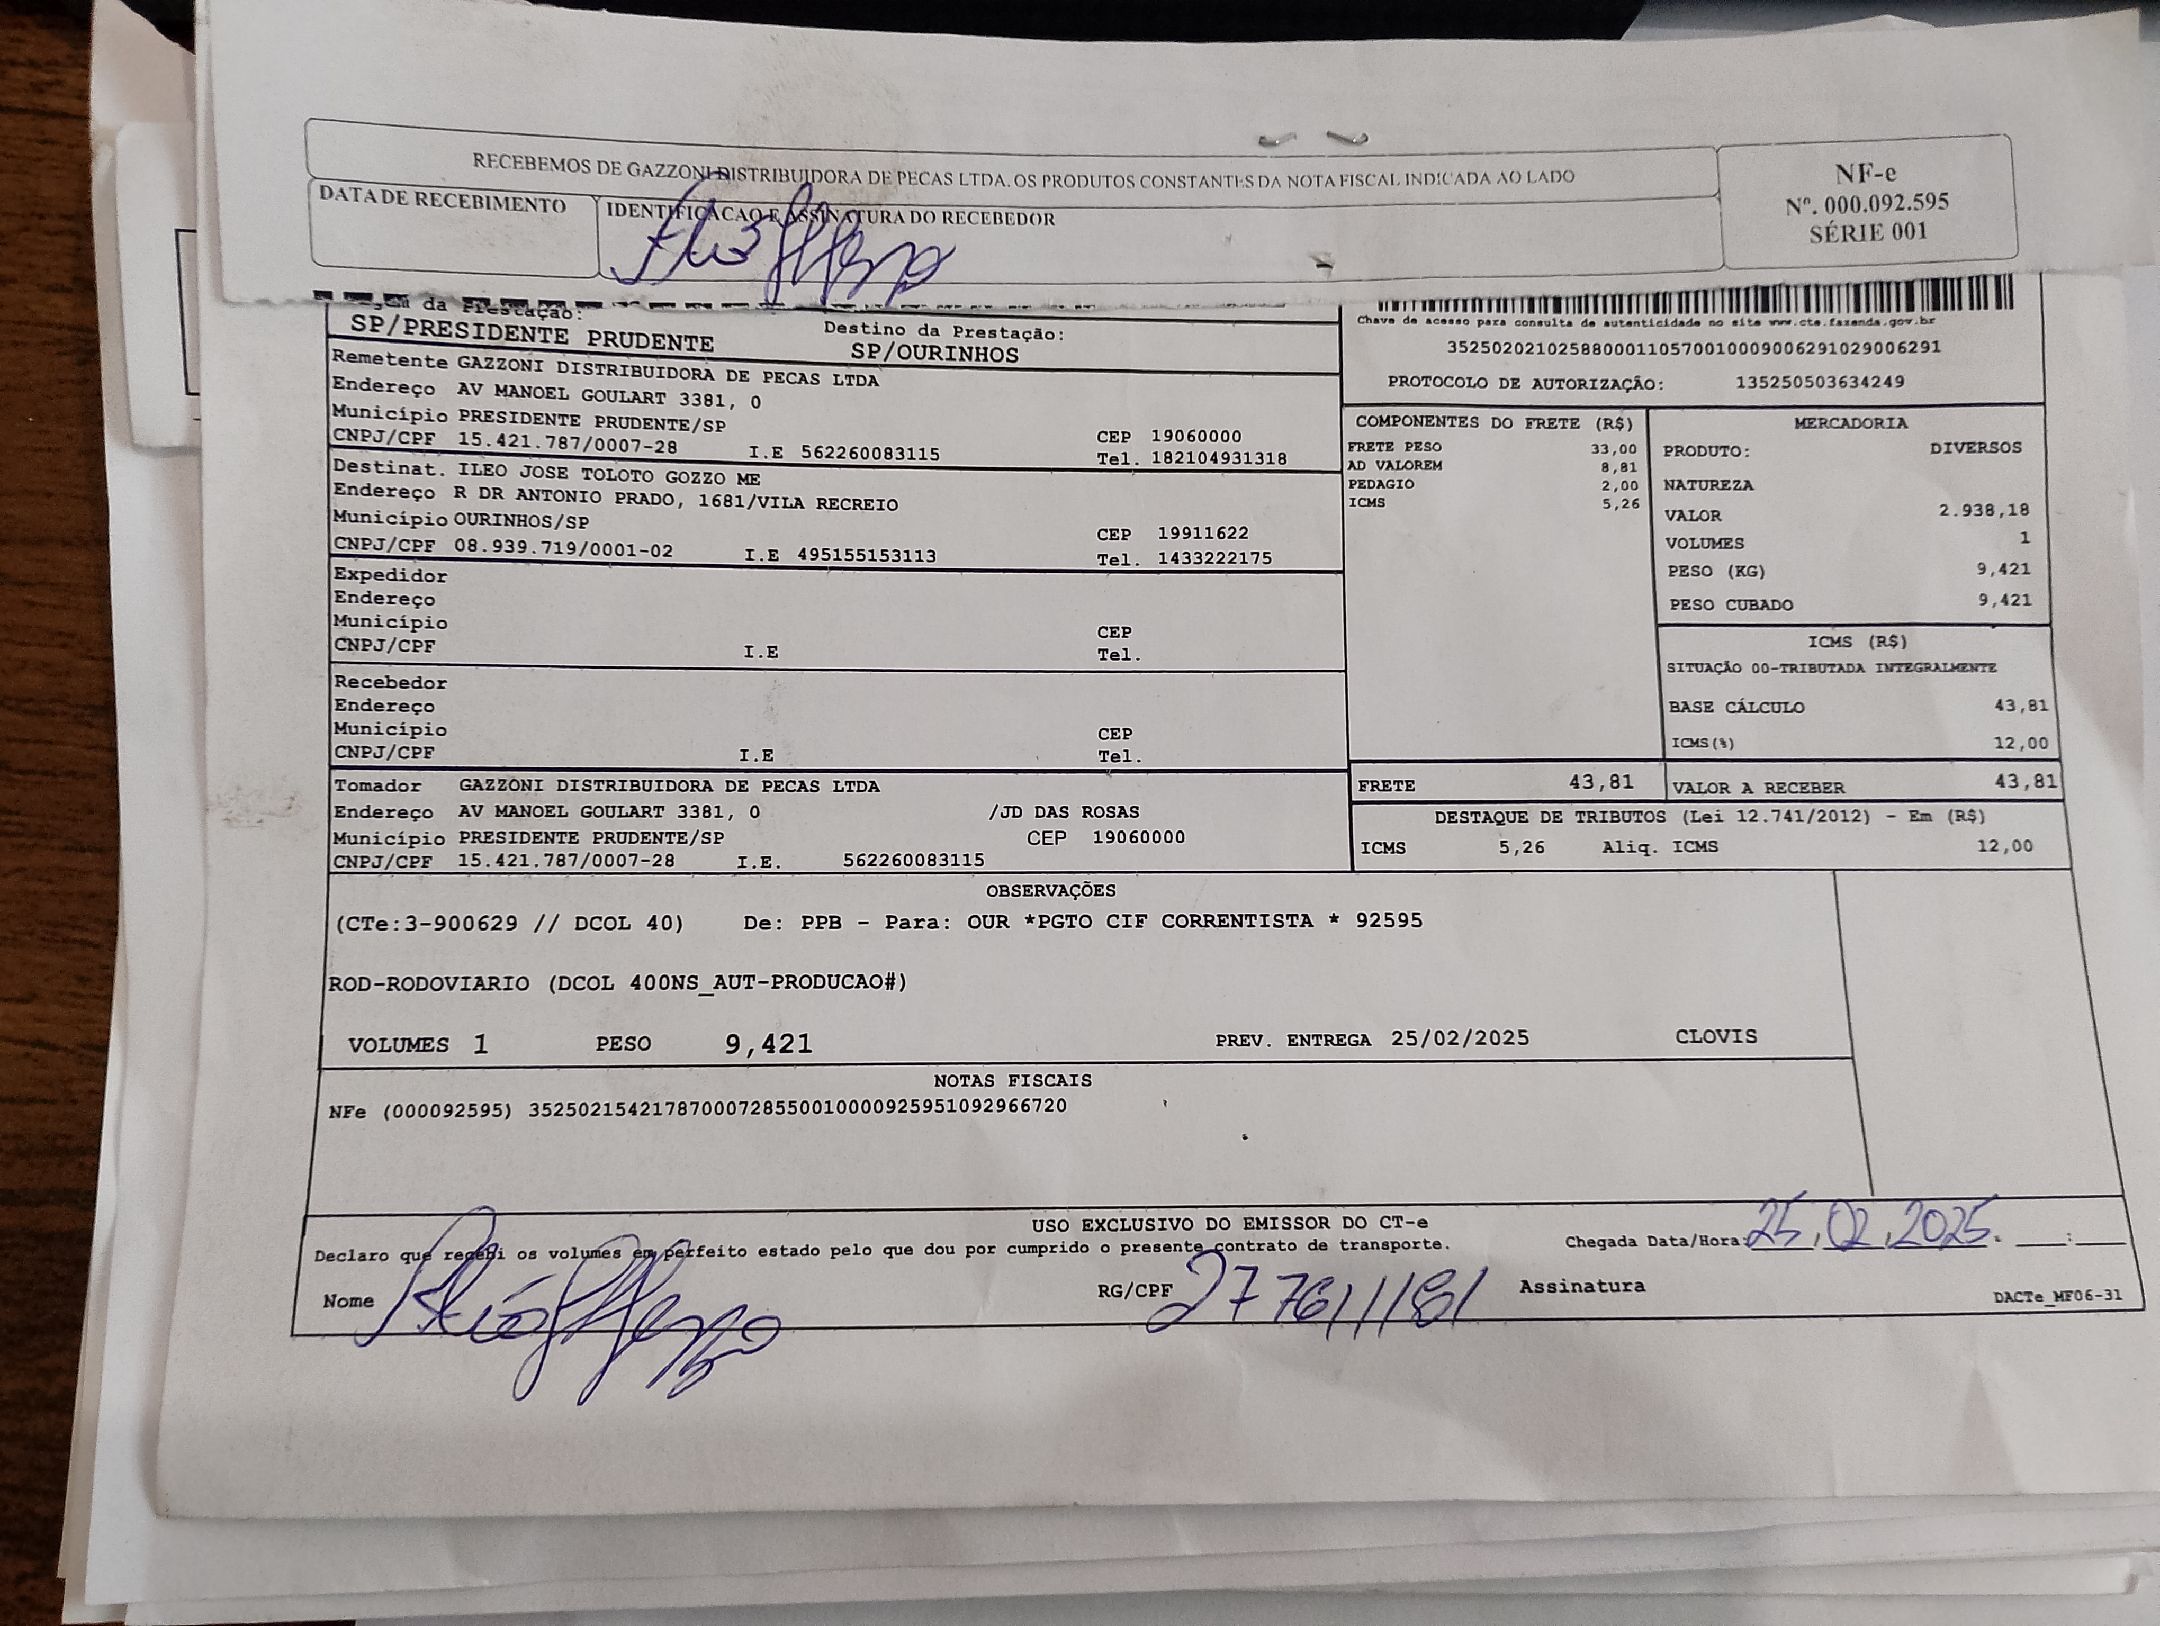 RECEBEMOS DE GAZZONI DISTRIBUIDORA DE PECAS LTDA. OS PRODUTOS CONSTANTES DA NOTA FISCAL INDICADA AO LADO
DATA DE RECEBIMENTO
IDENTIFICACAO E ASSINATURA DO RECEBEDOR
NF-e
Nº. 000.092.595
SÉRIE 001
da Prestação:
SP/PRESIDENTE PRUDENTE
Destino da Prestação:
SP/OURINHOS
Chave de acesso para consulta de autenticidade no site www.cte.fazenda.gov.br
35250202102588000110570010009006291029006291
PROTOCOLO DE AUTORIZAÇÃO: 135250503634249
Remetente GAZZONI DISTRIBUIDORA DE PECAS LTDA
Endereço AV MANOEL GOULART 3381, 0
Município PRESIDENTE PRUDENTE/SP CEP 19060000
CNPJ/CPF 15.421.787/0007-28 I.E 562260083115 Tel. 182104931318
Destinat. ILEO JOSE TOLOTO GOZZO ME
Endereço R DR ANTONIO PRADO, 1681/VILA RECREIO
Município OURINHOS/SP CEP 19911622
CNPJ/CPF 08.939.719/0001-02 I.E 495155153113 Tel. 1433222175
Expedidor
Endereço
Município CEP
CNPJ/CPF I.E Tel.
Recebedor
Endereço
Município CEP
CNPJ/CPF I.E Tel.
Tomador GAZZONI DISTRIBUIDORA DE PECAS LTDA
Endereço AV MANOEL GOULART 3381, 0 /JD DAS ROSAS
Município PRESIDENTE PRUDENTE/SP CEP 19060000
CNPJ/CPF 15.421.787/0007-28 I.E. 562260083115
COMPONENTES DO FRETE (R$)
FRETE PESO 33,00
AD VALOREM 8,81
PEDAGIO 2,00
ICMS 5,26
MERCADORIA
PRODUTO: DIVERSOS
NATUREZA
VALOR 2.938,18
VOLUMES 1
PESO (KG) 9,421
PESO CUBADO 9,421
ICMS (R$)
SITUAÇÃO 00-TRIBUTADA INTEGRALMENTE
BASE CÁLCULO 43,81
ICMS(%) 12,00
FRETE 43,81
VALOR A RECEBER 43,81
DESTAQUE DE TRIBUTOS (Lei 12.741/2012) - Em (R$)
ICMS 5,26 Aliq. ICMS 12,00
OBSERVAÇÕES
(CTe:3-900629 // DCOL 40) De: PPB - Para: OUR *PGTO CIF CORRENTISTA * 92595
ROD-RODOVIARIO (DCOL 400NS_AUT-PRODUCAO#)
VOLUMES 1 PESO 9,421 PREV. ENTREGA 25/02/2025 CLOVIS
NOTAS FISCAIS
NFe (000092595) 35250215421787000728550010000925951092966720
USO EXCLUSIVO DO EMISSOR DO CT-e
Declaro que recebi os volumes em perfeito estado pelo que dou por cumprido o presente contrato de transporte.
Chegada Data/Hora: 25,02,2025. :
Nome
RG/CPF 277611181
Assinatura
DACTe_MF06-31